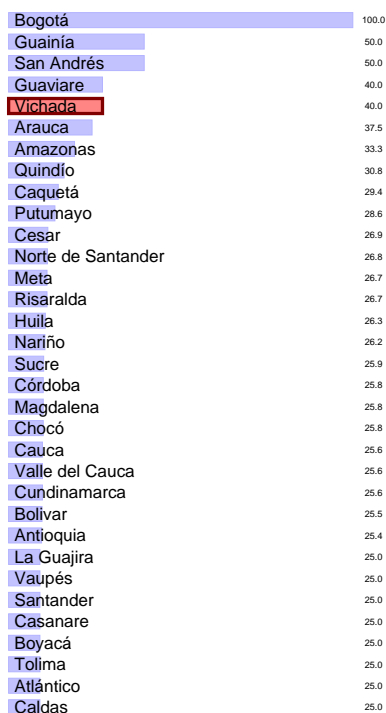 Bogotá 100.0
Guainía 50.0
San Andrés 50.0
Guaviare 40.0
Vichada 40.0
Arauca 37.5
Amazonas 33.3
Quindío 30.8
Caquetá 29.4
Putumayo 28.6
Cesar 26.9
Norte de Santander 26.8
Meta 26.7
Risaralda 26.7
Huila 26.3
Nariño 26.2
Sucre 25.9
Córdoba 25.8
Magdalena 25.8
Chocó 25.8
Cauca 25.6
Valle del Cauca 25.6
Cundinamarca 25.6
Bolivar 25.5
Antioquia 25.4
La Guajira 25.0
Vaupés 25.0
Santander 25.0
Casanare 25.0
Boyacá 25.0
Tolima 25.0
Atlántico 25.0
Caldas 25.0